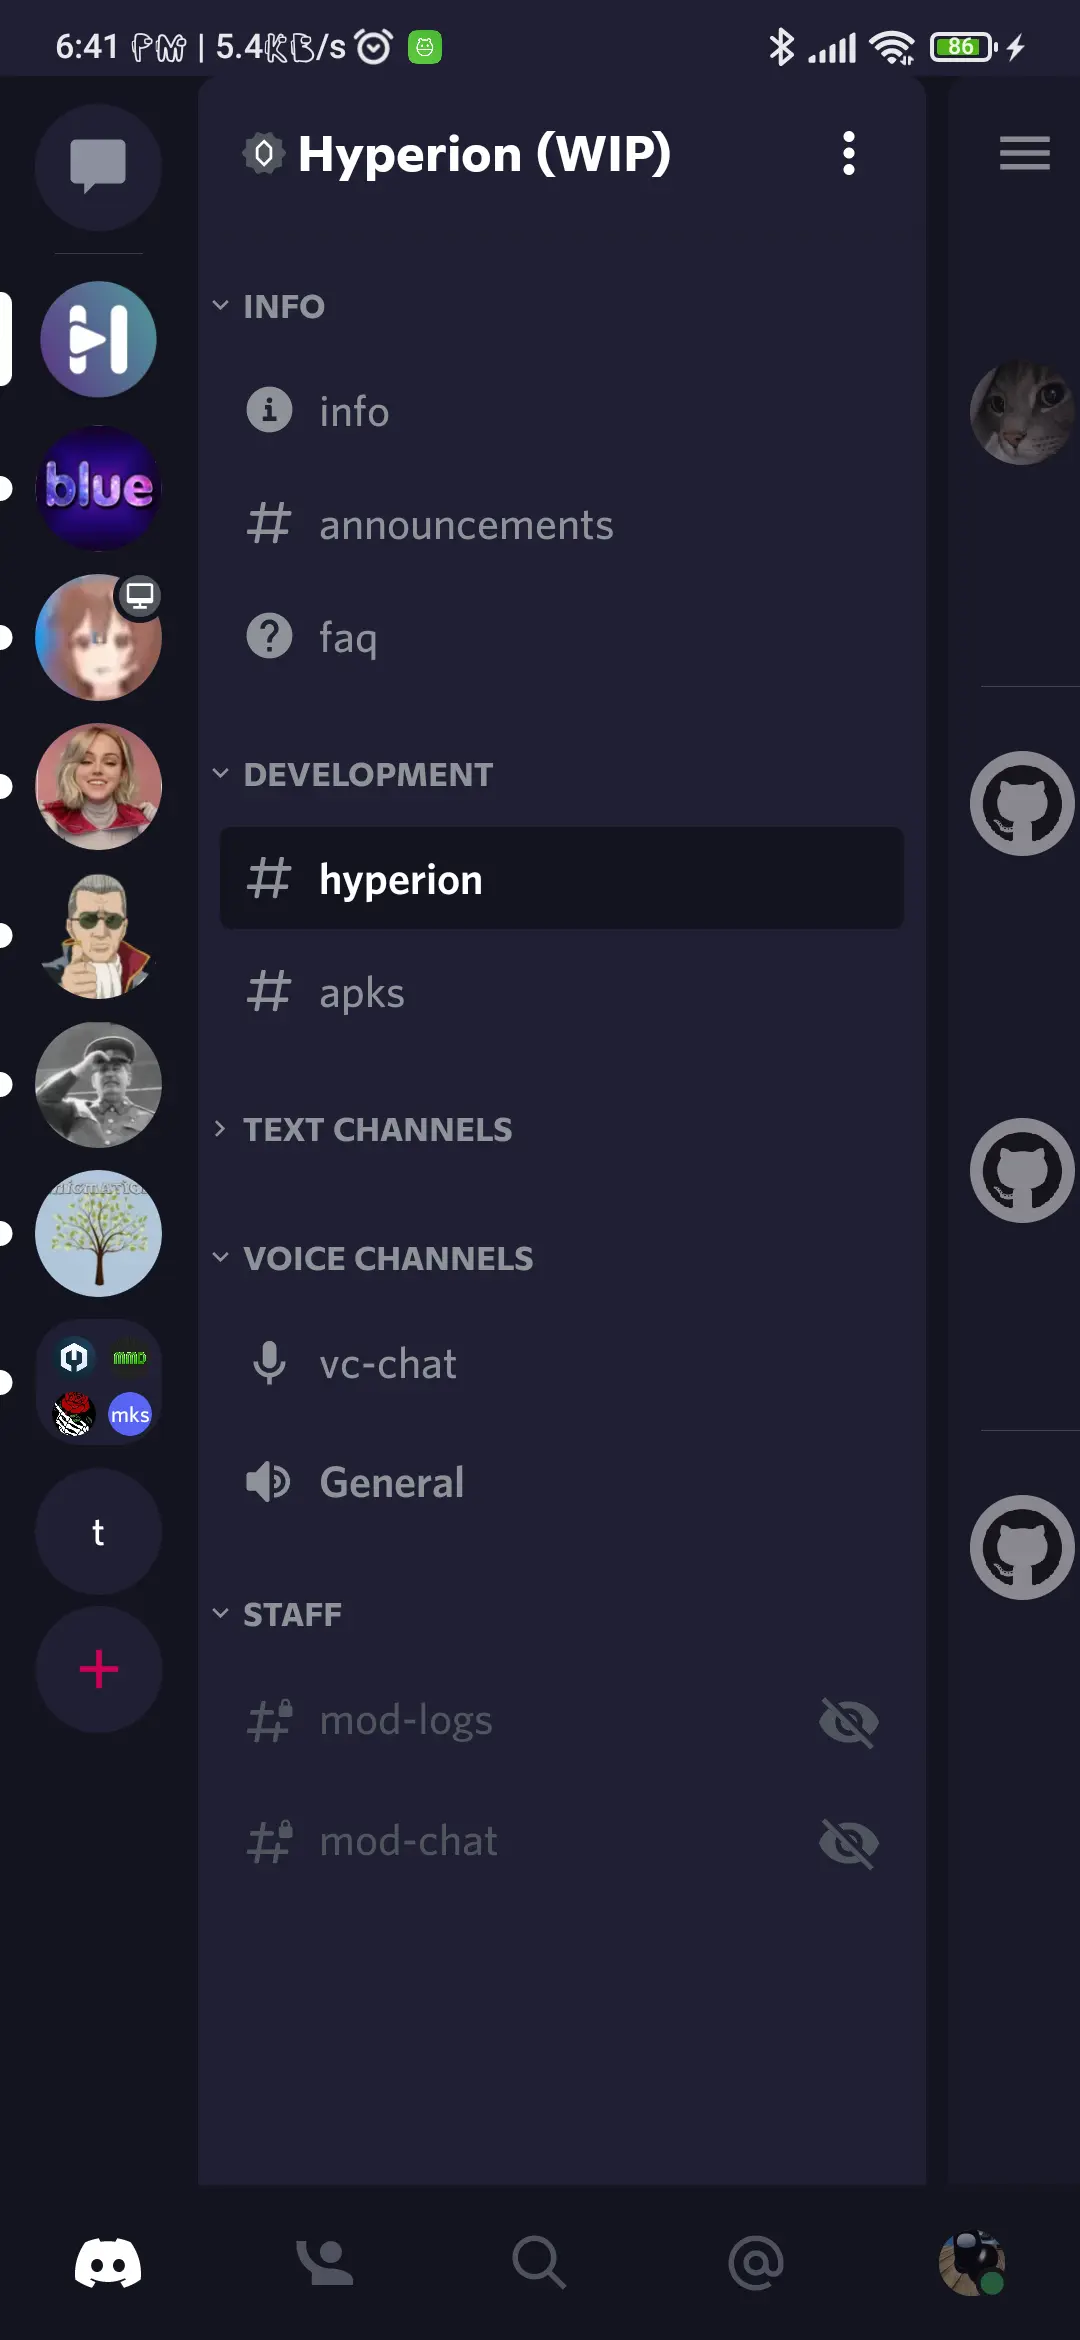 6:41 PM | 5.4KB/s
86
Hyperion (WIP)
INFO
info
announcements
faq
DEVELOPMENT
hyperion
apks
TEXT CHANNELS
VOICE CHANNELS
vc-chat
General
STAFF
mod-logs
mod-chat
blue
MMD
mks
t